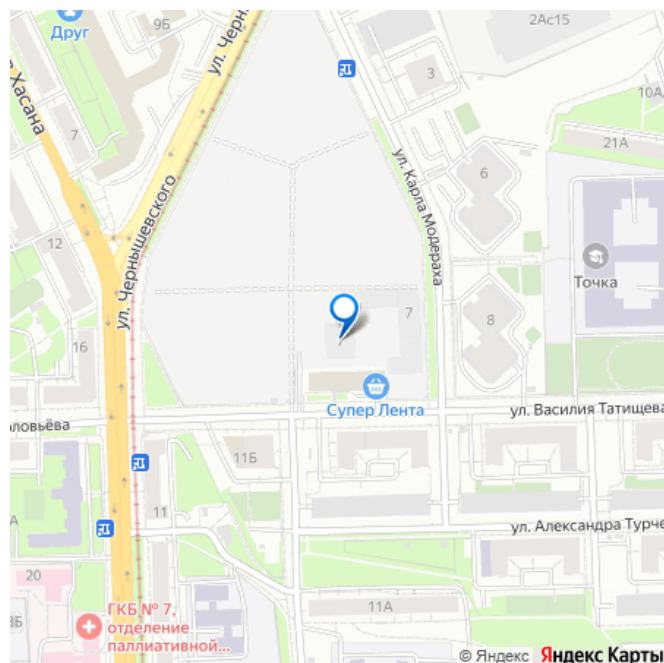 Друг
9Б
ул. Черны
2Ас15
3
10А
Хасана
7
21А
ул. Карла Модераха
6
ул. Чернышевского
12
Точка
7
8
16
Супер Лента
ул. Василия Татищева
ловьёва
11Б
11
А
ул. Александра Турче
20
11А
ГКБ № 7,
отделение
паллиативной...
© Яндекс Яндекс Карты